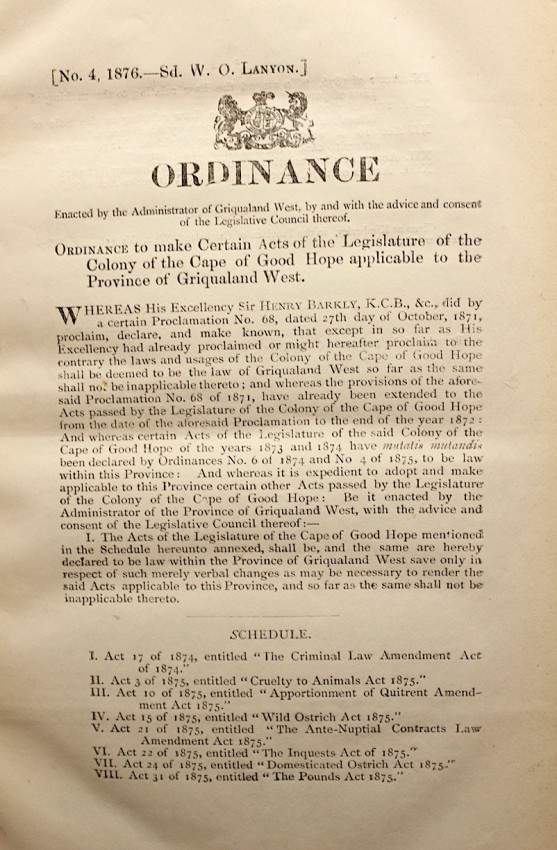 [No. 4, 1876.—Sd. W. O. Lanyon.]
ORDINANCE
Enacted by the Administrator of Griqualand West, by and with the advice and consent
of the Legislative Council thereof.
Ordinance to make Certain Acts of the Legislature of the
Colony of the Cape of Good Hope applicable to the
Province of Griqualand West.
WHEREAS His Excellency Sir Henry Barkly, K.C.B., &c., did by
a certain Proclamation No. 68, dated 27th day of October, 1871,
proclaim, declare, and make known, that except in so far as His
Excellency had already proclaimed or might hereafter proclaim to the
contrary the laws and usages of the Colony of the Cape of Good Hope
shall be deemed to be the law of Griqualand West so far as the same
shall not be inapplicable thereto; and whereas the provisions of the afore-
said Proclamation No. 68 of 1871, have already been extended to the
Acts passed by the Legislature of the Colony of the Cape of Good Hope
from the date of the aforesaid Proclamation to the end of the year 1872:
And whereas certain Acts of the Legislature of the said Colony of the
Cape of Good Hope of the years 1873 and 1874 have mutatis mutandis
been declared by Ordinances No. 6 of 1874 and No 4 of 1875, to be law
within this Province: And whereas it is expedient to adopt and make
applicable to this Province certain other Acts passed by the Legislature
of the Colony of the Cape of Good Hope: Be it enacted by the
Administrator of the Province of Griqualand West, with the advice and
consent of the Legislative Council thereof:—
I. The Acts of the Legislature of the Cape of Good Hope mentioned
in the Schedule hereunto annexed, shall be, and the same are hereby
declared to be law within the Province of Griqualand West save only in
respect of such merely verbal changes as may be necessary to render the
said Acts applicable to this Province, and so far as the same shall not be
inapplicable thereto.
SCHEDULE.
I. Act 17 of 1874, entitled "The Criminal Law Amendment Act
of 1874."
II. Act 3 of 1875, entitled "Cruelty to Animals Act 1875."
III. Act 10 of 1875, entitled "Apportionment of Quitrent Amend-
ment Act 1875."
IV. Act 15 of 1875, entitled "Wild Ostrich Act 1875."
V. Act 21 of 1875, entitled "The Ante-Nuptial Contracts Law
Amendment Act 1875."
VI. Act 22 of 1875, entitled "The Inquests Act of 1875."
VII. Act 24 of 1875, entitled "Domesticated Ostrich Act 1875."
VIII. Act 31 of 1875, entitled "The Pounds Act 1875."